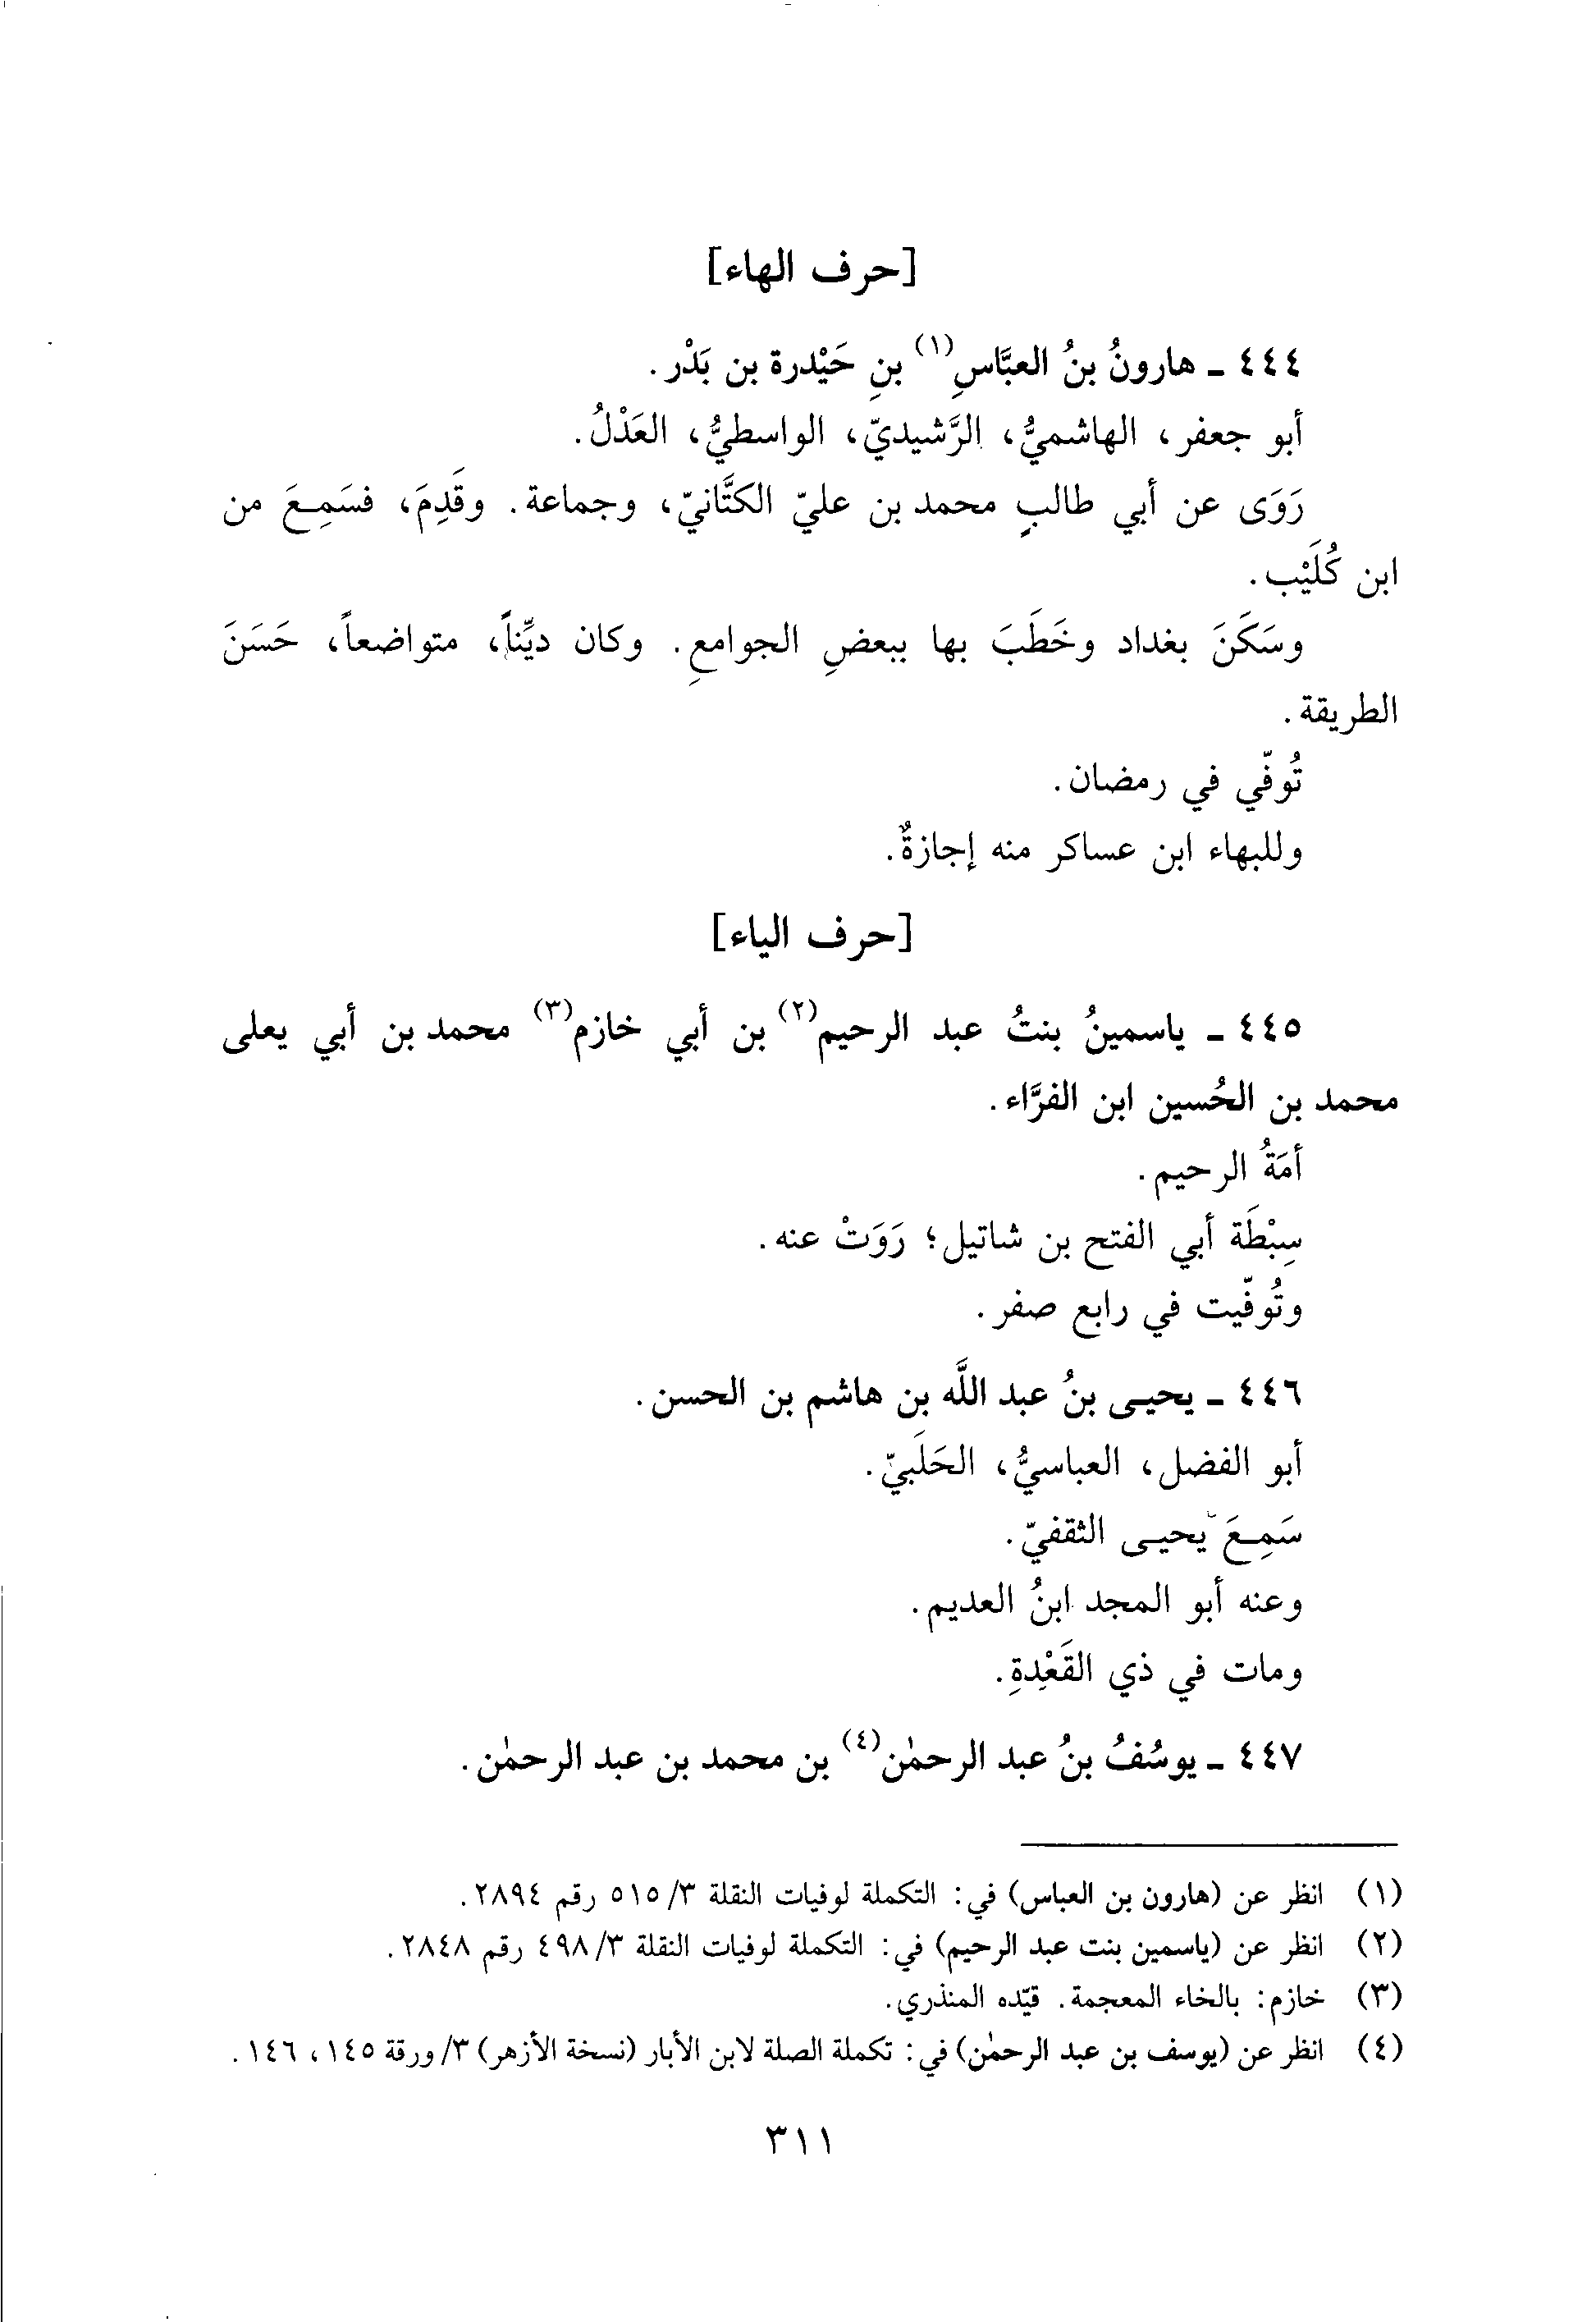 [حرف الهاء]
٤٤٤ ـ هارونُ بنُ العبَّاسِ(١) بنِ حَيْدرة بن بَدْر.
أبو جعفر، الهاشميُّ، الرَّشيديّ، الواسطيُّ، العَدْلُ.
رَوَى عن أبي طالبٍ محمد بن عليّ الكتَّانيّ، وجماعة. وقَدِمَ، فسَمِعَ من
ابن كُلَيْب.
وسَكَنَ بغداد وخَطَبَ بها ببعضِ الجوامعِ. وكان ديِّناً، متواضعاً، حَسَنَ
الطريقة.
تُوفّي في رمضان.
وللبهاء ابن عساكر منه إجازةٌ.
[حرف الياء]
٤٤٥ ـ ياسمينُ بنتُ عبد الرحيم(٢) بن أبي خازم(٣) محمد بن أبي يعلى
محمد بن الحُسين ابن الفرَّاء.
أمَةُ الرحيم.
سِبْطَة أبي الفتح بن شاتيل؛ رَوَتْ عنه.
وتُوفّيت في رابع صفر.
٤٤٦ ـ يحيى بنُ عبد اللَّه بن هاشم بن الحسن.
أبو الفضل، العباسيُّ، الحَلَبيّ.
سَمِعَ يحيى الثقفيّ.
وعنه أبو المجد ابنُ العديم.
ومات في ذي القَعْدةِ.
٤٤٧ ـ يوسُفُ بنُ عبد الرحمٰن(٤) بن محمد بن عبد الرحمٰن.
(١) انظر عن (هارون بن العباس) في: التكملة لوفيات النقلة ٣/ ٥١٥ رقم ٢٨٩٤.
(٢) انظر عن (ياسمين بنت عبد الرحيم) في: التكملة لوفيات النقلة ٣/ ٤٩٨ رقم ٢٨٤٨.
(٣) خازم: بالخاء المعجمة. قيّده المنذري.
(٤) انظر عن (يوسف بن عبد الرحمٰن) في: تكملة الصلة لابن الأبار (نسخة الأزهر) ٣/ ورقة ١٤٥، ١٤٦.
٣١١